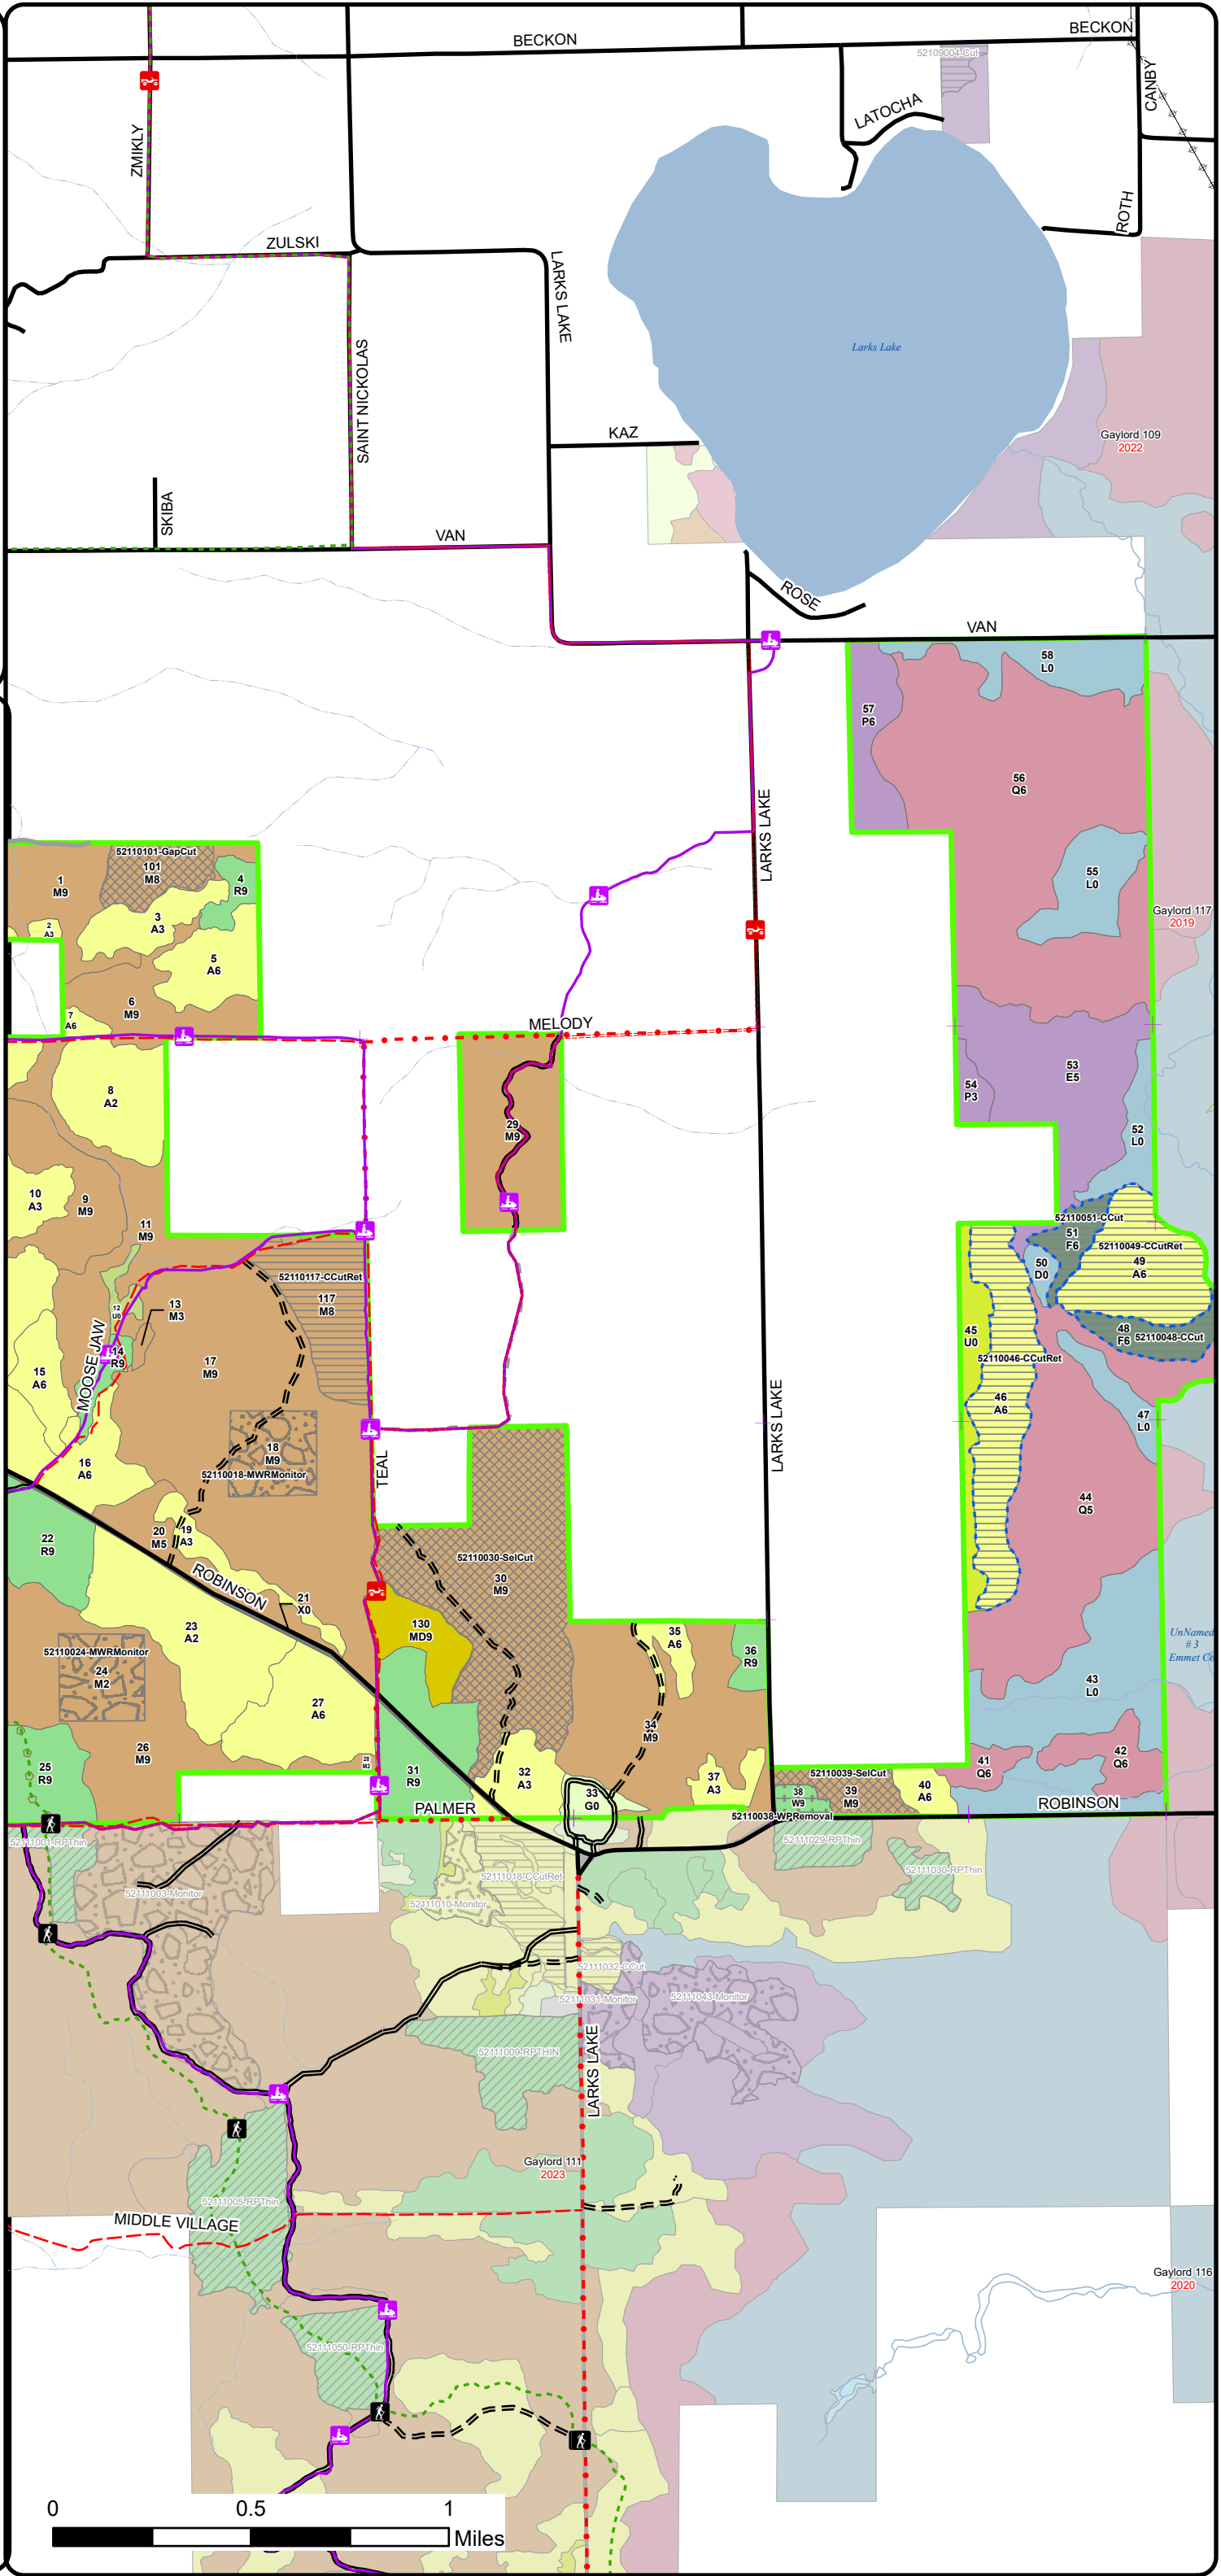 BECKON
BECKON
52109004-Cut
CANBY
LATOCHA
ZMIKLY
ROTH
ZULSKI
LARKS LAKE
Larks Lake
SAINT NICKOLAS
KAZ
Gaylord 109
2022
SKIBA
VAN
ROSE
VAN
58
L0
57
P6
56
Q6
LARKS LAKE
52110101-GapCut
101
M8
1
M9
4
R9
55
L0
3
A3
2
A3
Gaylord 117
2019
5
A6
6
M9
7
A6
MELODY
8
A2
53
E5
54
P3
29
M9
52
L0
10
A3
9
M9
11
M9
52110051-CCut
51
F6
52110049-CCutRet
49
A6
50
D0
52110117-CCutRet
117
M8
12
U0
13
M3
45
U0
48
F6
52110048-CCut
14
R9
MOOSE JAW
15
A6
17
M9
52110046-CCutRet
46
A6
LARKS LAKE
47
L0
18
M9
52110018-MWRMonitor
16
A6
TEAL
44
Q5
22
R9
20
M5
19
A3
52110030-SelCut
30
M9
ROBINSON
21
X0
23
A2
130
MD9
35
A6
UnNamed
# 3
Emmet Co
52110024-MWRMonitor
24
M2
36
R9
43
L0
27
A6
34
M9
26
M9
28
M2
42
Q6
41
Q6
25
R9
31
R9
32
A3
37
A3
52110039-SelCut
39
M9
40
A6
33
G0
38
W9
PALMER
52110038-WPRemoval
ROBINSON
52111001-RPThin
52111029-RPThin
52111030-RPThin
52111018-CCutRet
52111003-Monitor
52111010-Monitor
52111032-CCut
52111031-Monitor
52111043-Monitor
52111009-RPTHIN
LARKS LAKE
Gaylord 111
2023
52111005-RPThin
MIDDLE VILLAGE
Gaylord 116
2020
52111050-RPThin
0 0.5 1
Miles